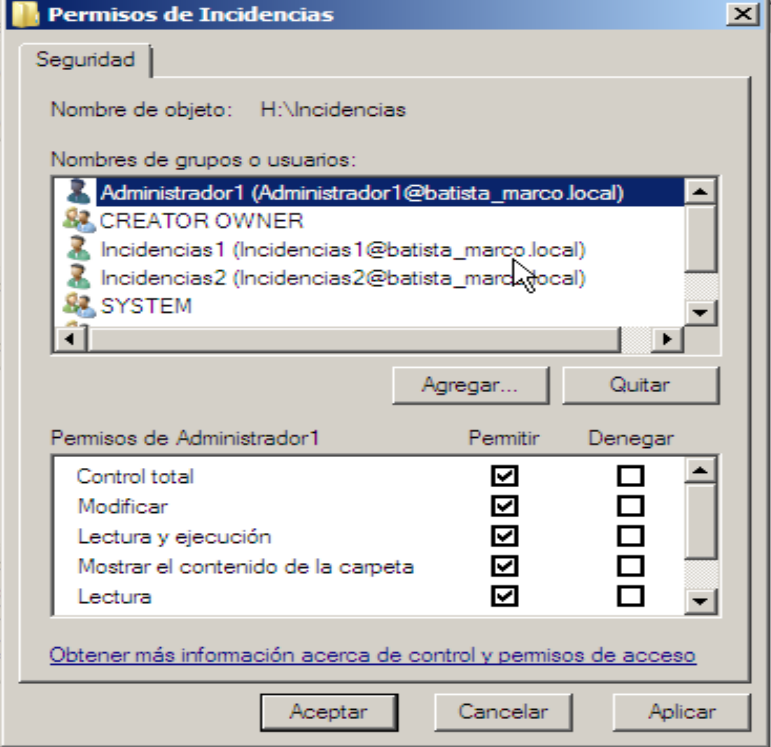 Permisos de Incidencias
Seguridad
Nombre de objeto: H:\Incidencias
Nombres de grupos o usuarios:
Administrador1 (Administrador1@batista_marco.local)
CREATOR OWNER
Incidencias1 (Incidencias1@batista_marco.local)
Incidencias2 (Incidencias2@batista_marco.local)
SYSTEM
Agregar... Quitar
Permisos de Administrador1 Permitir Denegar
Control total
Modificar
Lectura y ejecución
Mostrar el contenido de la carpeta
Lectura
Obtener más información acerca de control y permisos de acceso
Aceptar Cancelar Aplicar